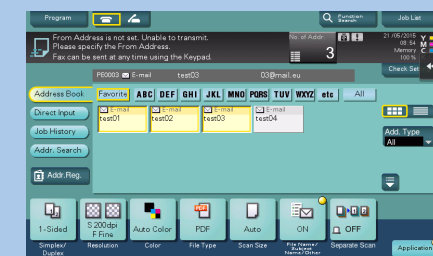 Program
Function
Search
Job List
From Address is not set. Unable to transmit.
Please specify the From Address.
Fax can be sent at any time using the Keypad.
No. of Addr.
3
21/05/2015
08:54
Memory
100 %
Y
M
C
PE0003 E-mail test03 03@mail.eu
Check Set
Address Book
Favorite ABC DEF GHI JKL MNO PQRS TUV WXYZ etc All
E-mail
test01
E-mail
test02
E-mail
test03
E-mail
test04
Direct Input
Job History
Addr. Search
Addr.Reg.
Add. Type
All
1-Sided
S 200dpi
F Fine
Auto Color
PDF
Auto
ON
OFF
Simplex/
Duplex
Resolution
Color
File Type
Scan Size
File Name/
Subject
Name/Other
Separate Scan
Application